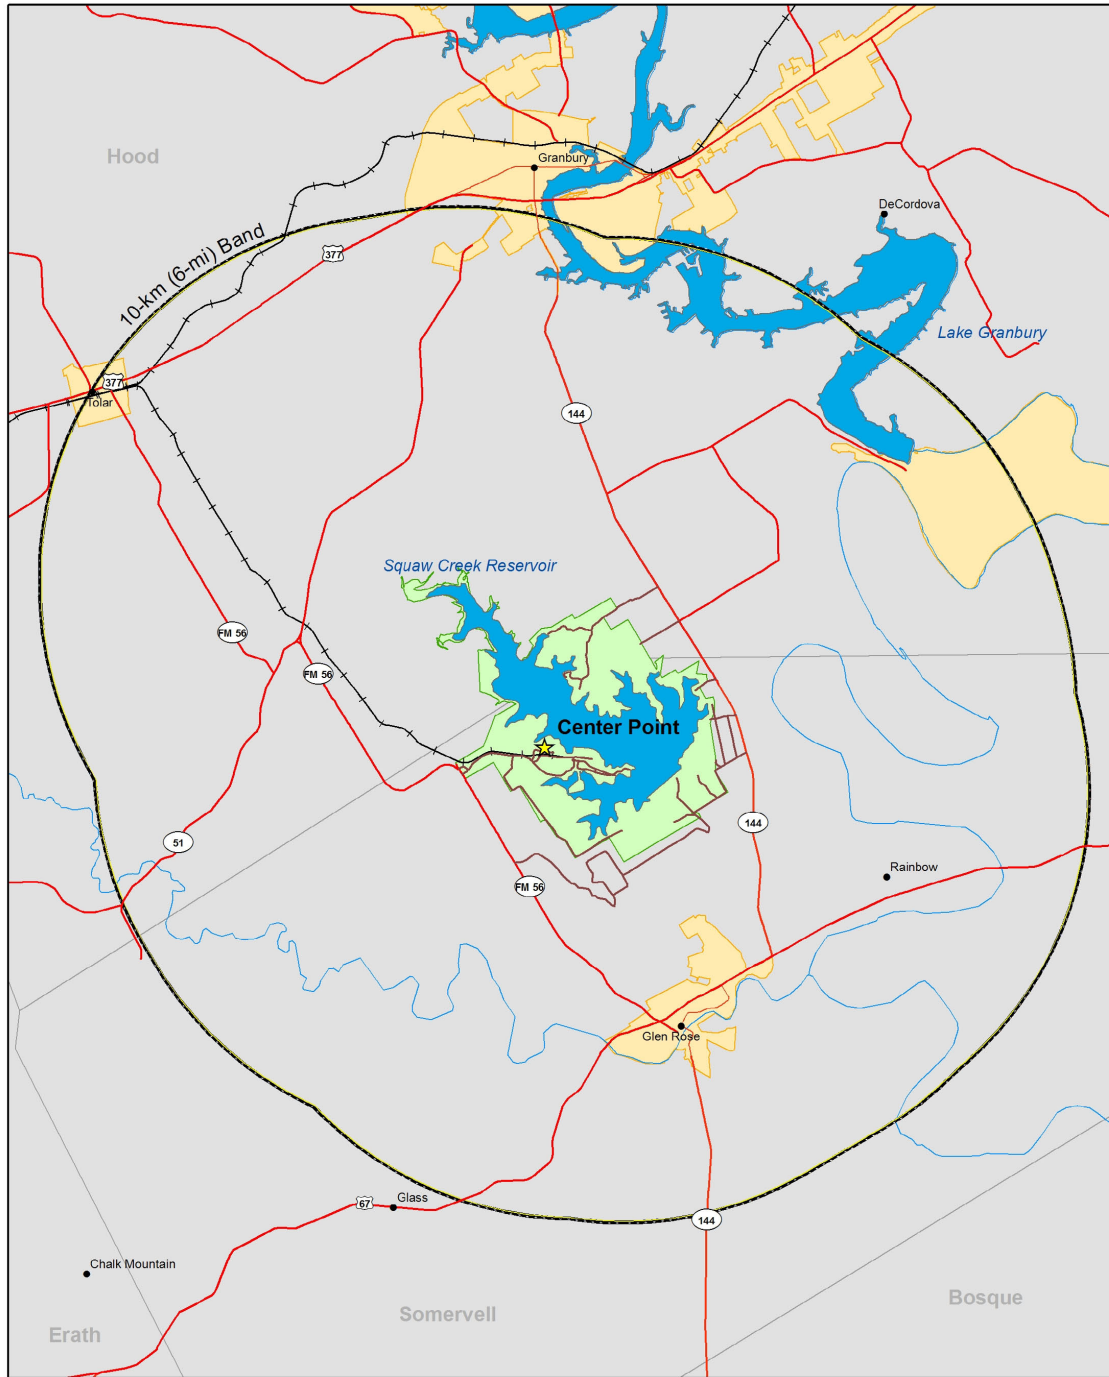 Hood
Granbury
DeCordova
10-km (6-mi) Band
377
Lake Granbury
377
Tolar
144
Squaw Creek Reservoir
FM 56
FM 56
Center Point
144
51
Rainbow
FM 56
Glen Rose
Glass
67
144
Chalk Mountain
Bosque
Somervell
Erath